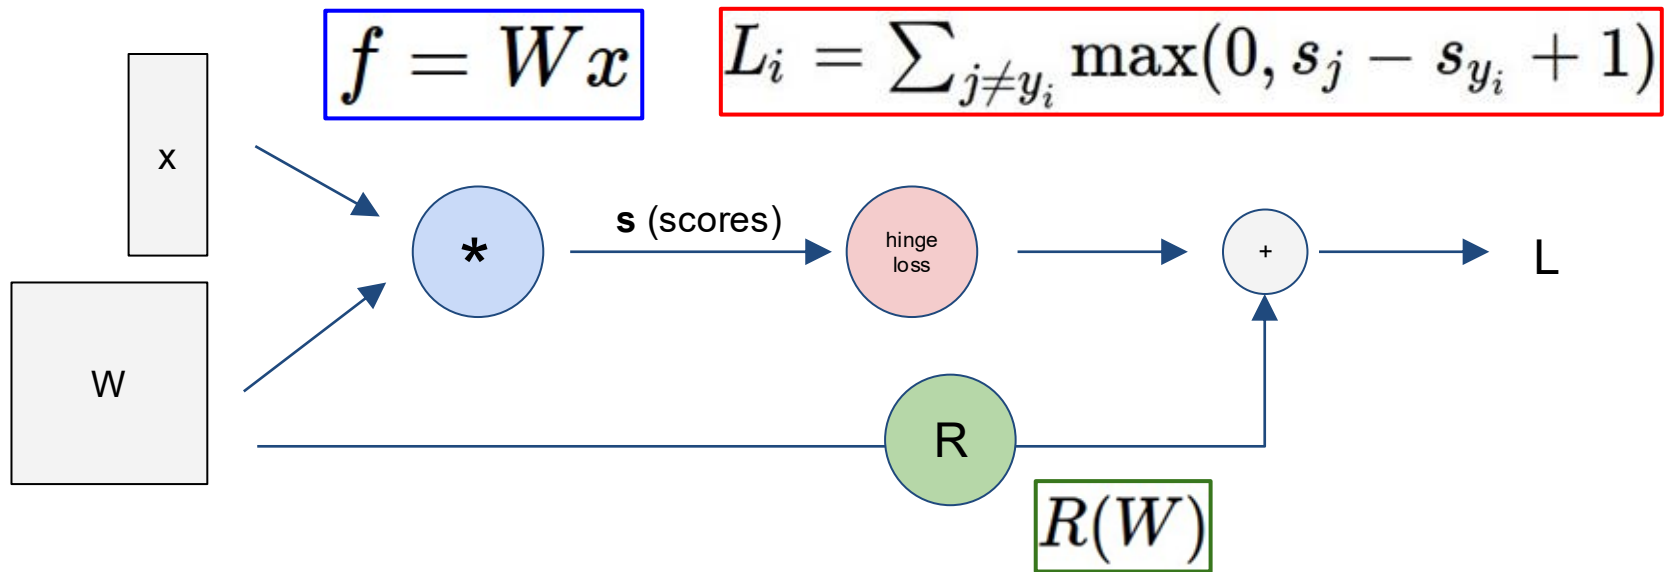 f = Wx
L_i = ∑_{j≠y_i} max(0, s_j − s_{y_i} + 1)
x
W
*
s (scores)
hinge
loss
+
L
R
R(W)